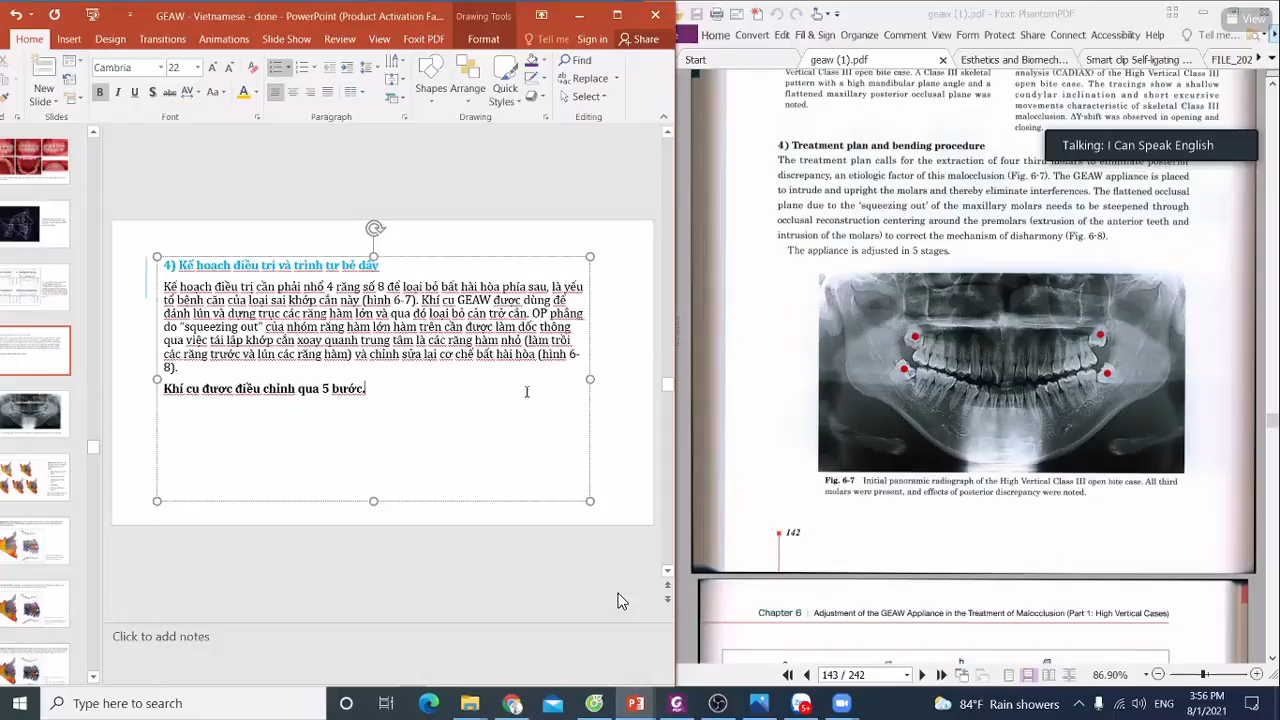 GEAW - Vietnamese - done - PowerPoint (Product Activation Fa...
Drawing Tools
Home Insert Design Transitions Animations Slide Show Review Foxit PDF Format Tell me Sign in Share
New
Slide
Cambria 22
Slides Font Paragraph Drawing Editing
Shapes Arrange Quick
Styles
Find
Replace
Select
4) Kế hoạch điều trị và trình tự bẻ dây
Kế hoạch điều trị cần phải nhổ 4 răng số 8 để loại bỏ bất hài hòa phía sau, là yếu
tố bệnh căn của loại sai khớp cắn này (hình 6-7). Khí cụ GEAW được dùng để
đánh lún và dựng trục các răng hàm lớn và qua đó loại bỏ cản trở cắn. OP phẳng
do “squeezing out” của nhóm răng hàm lớn hàm trên cần được làm dốc thông
qua việc tái lập khớp cắn xoay quanh trung tâm là các răng hàm nhỏ (làm trồi
các răng trước và lún các răng hàm) và chỉnh sửa lại cơ chế bất hài hòa (hình 6-
8).
Khí cụ được điều chỉnh qua 5 bước.
Click to add notes
geaw (1).pdf - Foxit PhantomPDF
View
Home Convert Edit Organize Comment View Form Protect Share Connect Help Tell me...
Start geaw (1).pdf Esthetics and Biomech... Smart clip Self-ligating ... FILE_202
Vertical Class III open bite case. A Class III skeletal
pattern with a high mandibular plane angle and a
flattened maxillary posterior occlusal plane was
noted.
analysis (CADIAX) of the High Vertical Class III
open bite case. The tracings show a shallow
condylar inclination and short excursive
movements characteristic of skeletal Class III
malocclusion. ΔY-shift was observed in opening and
closing.
Talking: I Can Speak English
4) Treatment plan and bending procedure
The treatment plan calls for the extraction of four third molars to eliminate posterior
discrepancy, an etiologic factor of this malocclusion (Fig. 6-7). The GEAW appliance is placed
to intrude and upright the molars and thereby eliminate interferences. The flattened occlusal
plane due to the ‘squeezing out’ of the maxillary molars needs to be steepened through
occlusal reconstruction centering around the premolars (extrusion of the anterior teeth and
intrusion of the molars) to correct the mechanism of disharmony (Fig. 6-8).
The appliance is adjusted in 5 stages.
Fig. 6-7 Initial panoramic radiograph of the High Vertical Class III open bite case. All third
molars were present, and effects of posterior discrepancy were noted.
142
Chapter 6 Adjustment of the GEAW Appliance in the Treatment of Malocclusion (Part 1: High Vertical Cases)
143 / 242
86.90%
Type here to search
84°F Rain showers
3:56 PM
8/1/2021